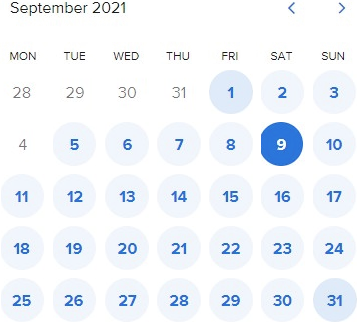 September 2021
MON TUE WED THU FRI SAT SUN
28 29 30 31 1 2 3
4 5 6 7 8 9 10
11 12 13 14 15 16 17
18 19 20 21 22 23 24
25 26 27 28 29 30 31